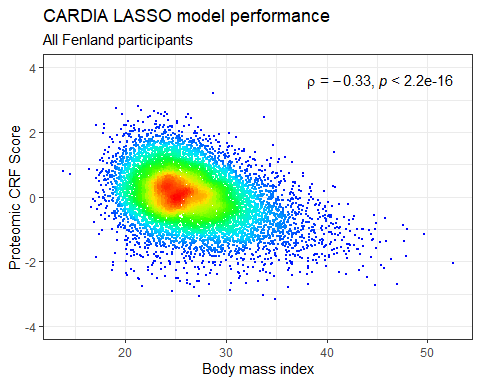 CARDIA LASSO model performance
All Fenland participants
ρ = −0.33, p < 2.2e-16
Proteomic CRF Score
4
2
0
-2
-4
20 30 40 50
Body mass index